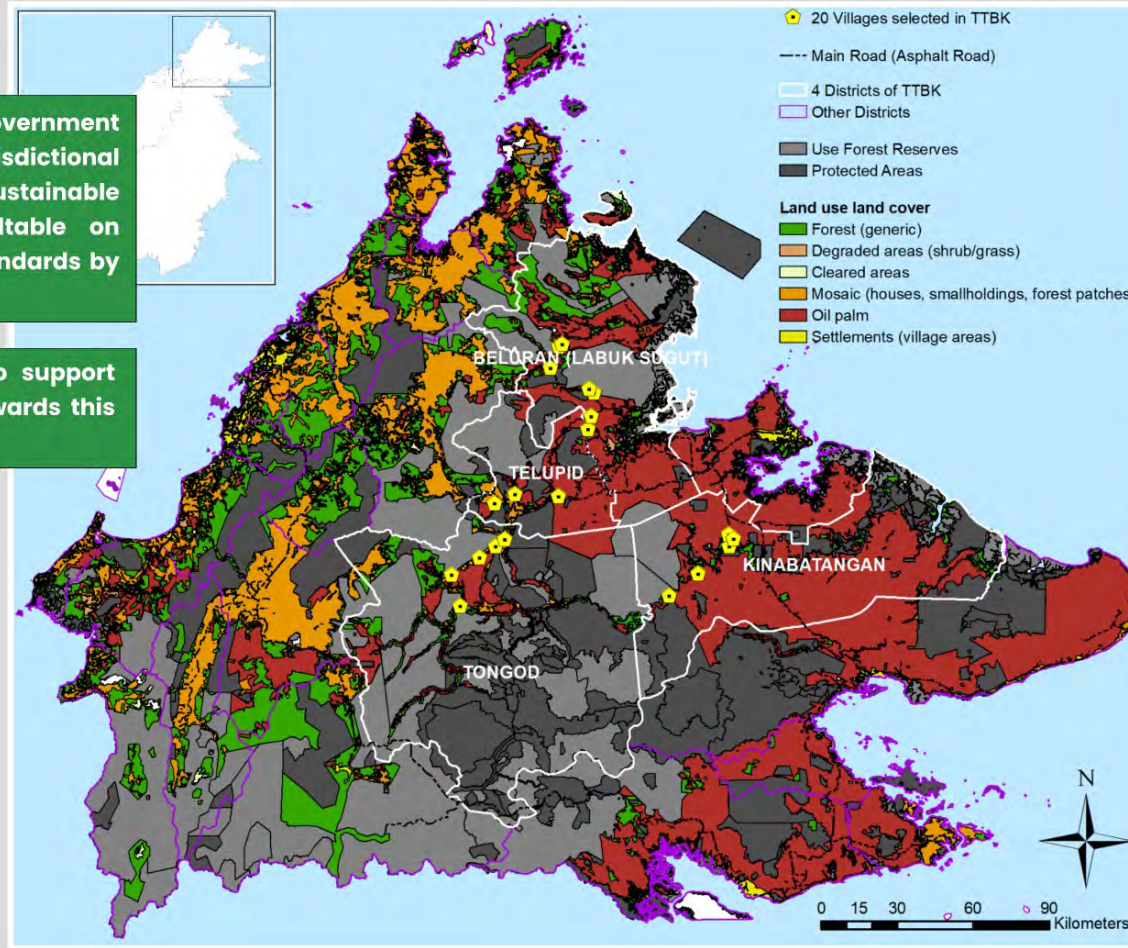 overnment
isdictional
ustainable
ltable on
ndards by
o support
wards this
20 Villages selected in TTBK
Main Road (Asphalt Road)
4 Districts of TTBK
Other Districts
Use Forest Reserves
Protected Areas
Land use land cover
Forest (generic)
Degraded areas (shrub/grass)
Cleared areas
Mosaic (houses, smallholdings, forest patches
Oil palm
Settlements (village areas)
BELURAN (LABUK SUGUT)
TELUPID
KINABATANGAN
TONGOD
N
0 15 30 60 90
Kilometers